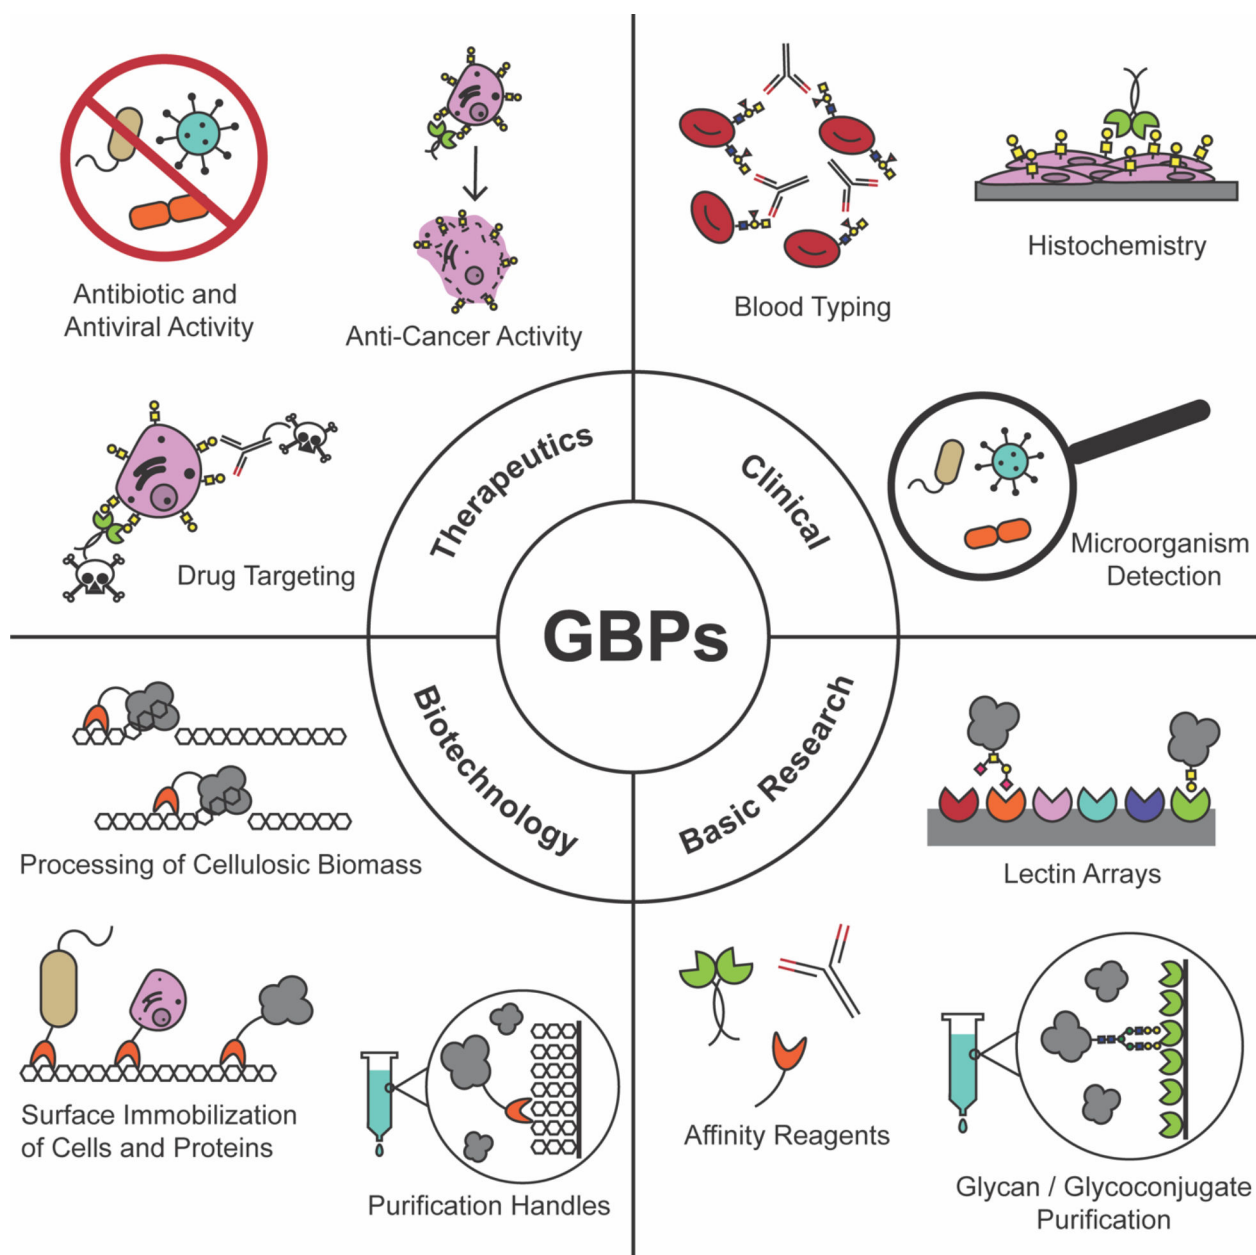 Antibiotic and
Antiviral Activity
Anti-Cancer Activity
Drug Targeting
Therapeutics
Blood Typing
Histochemistry
Microorganism
Detection
Clinical
GBPs
Biotechnology
Processing of Cellulosic Biomass
Surface Immobilization
of Cells and Proteins
Purification Handles
Basic Research
Lectin Arrays
Affinity Reagents
Glycan / Glycoconjugate
Purification